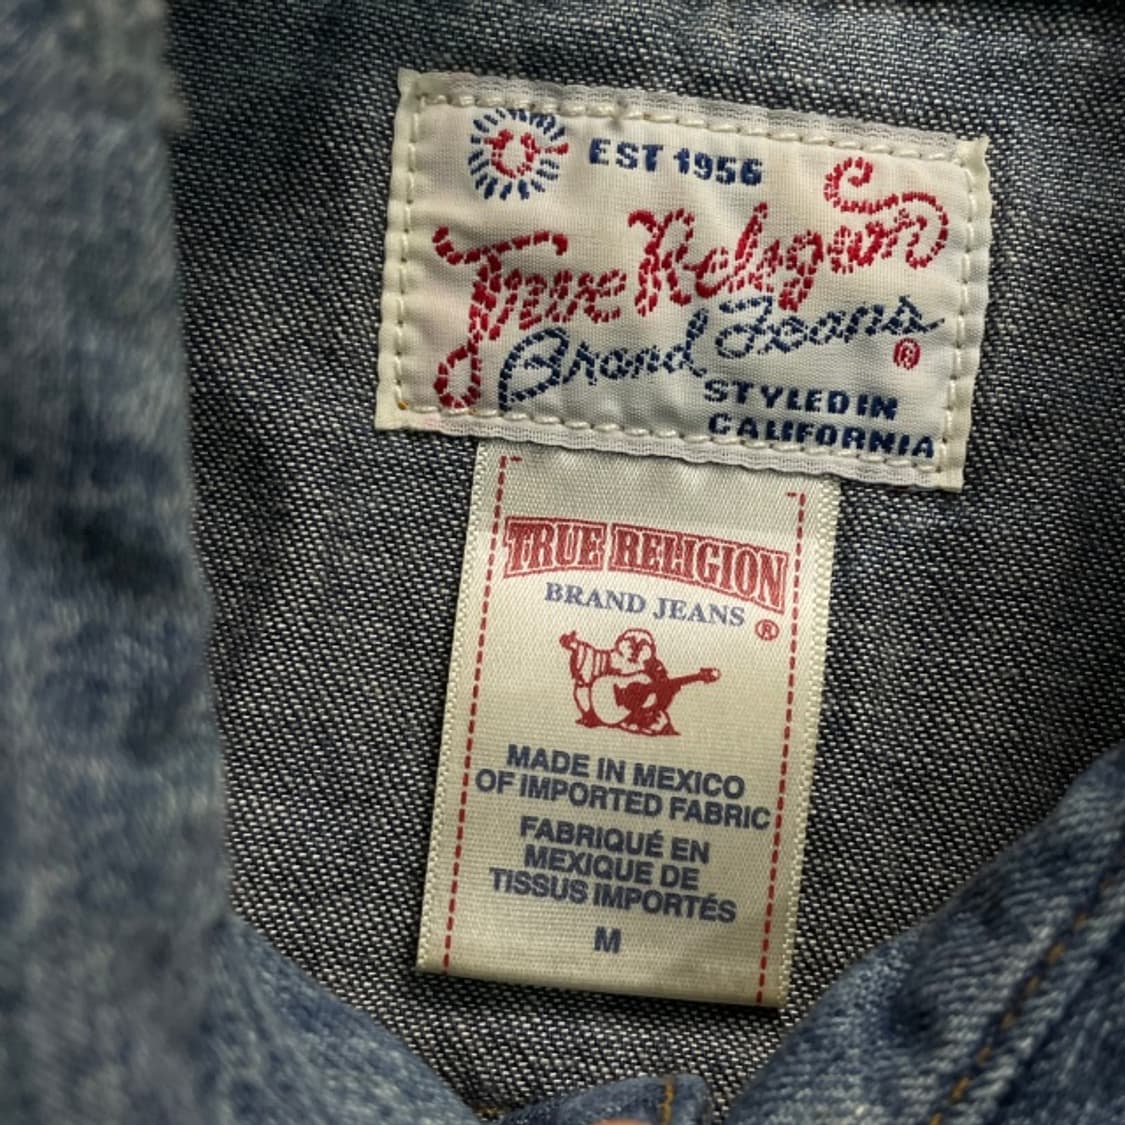 EST 1956
True Religion
Brand Jeans
®
STYLED IN
CALIFORNIA
TRUE RELIGION
BRAND JEANS
®
MADE IN MEXICO
OF IMPORTED FABRIC
FABRIQUÉ EN
MEXIQUE DE
TISSUS IMPORTÉS
M